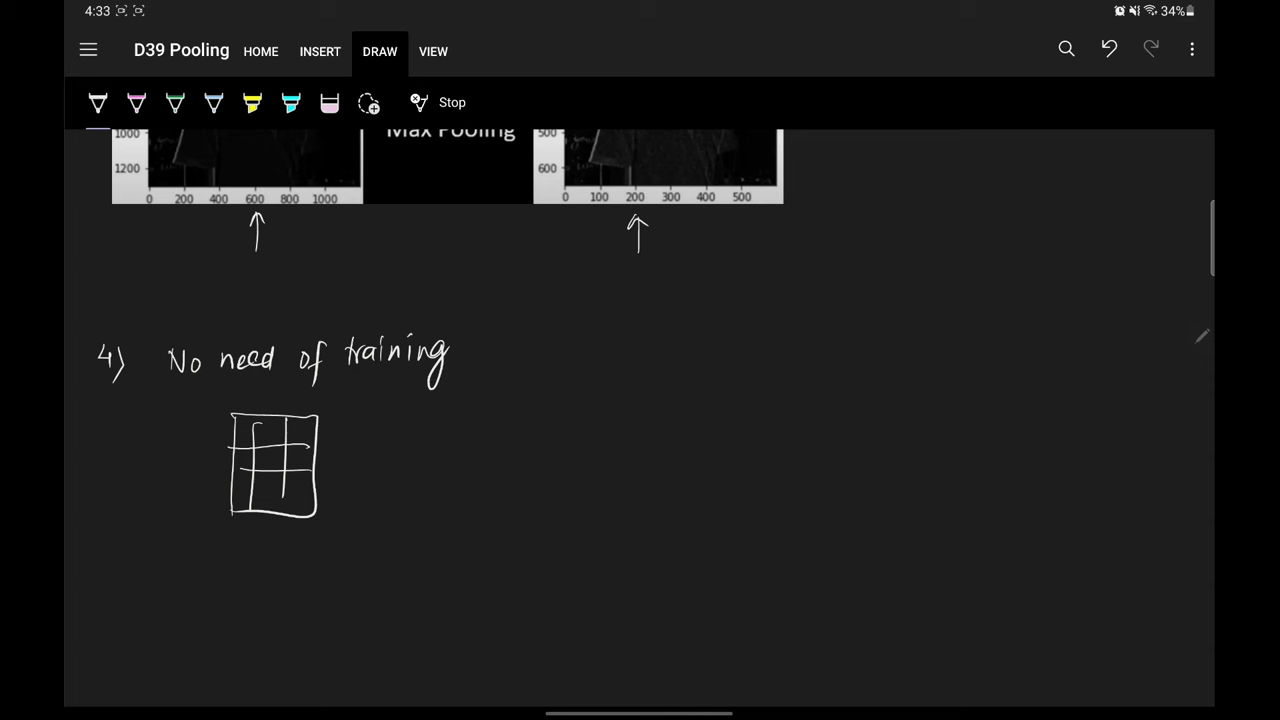 4:33 34%
D39 Pooling HOME INSERT DRAW VIEW
Stop
1000 Max Pooling 500
1200 600
0 200 400 600 800 1000 0 100 200 300 400 500
4) No need of training